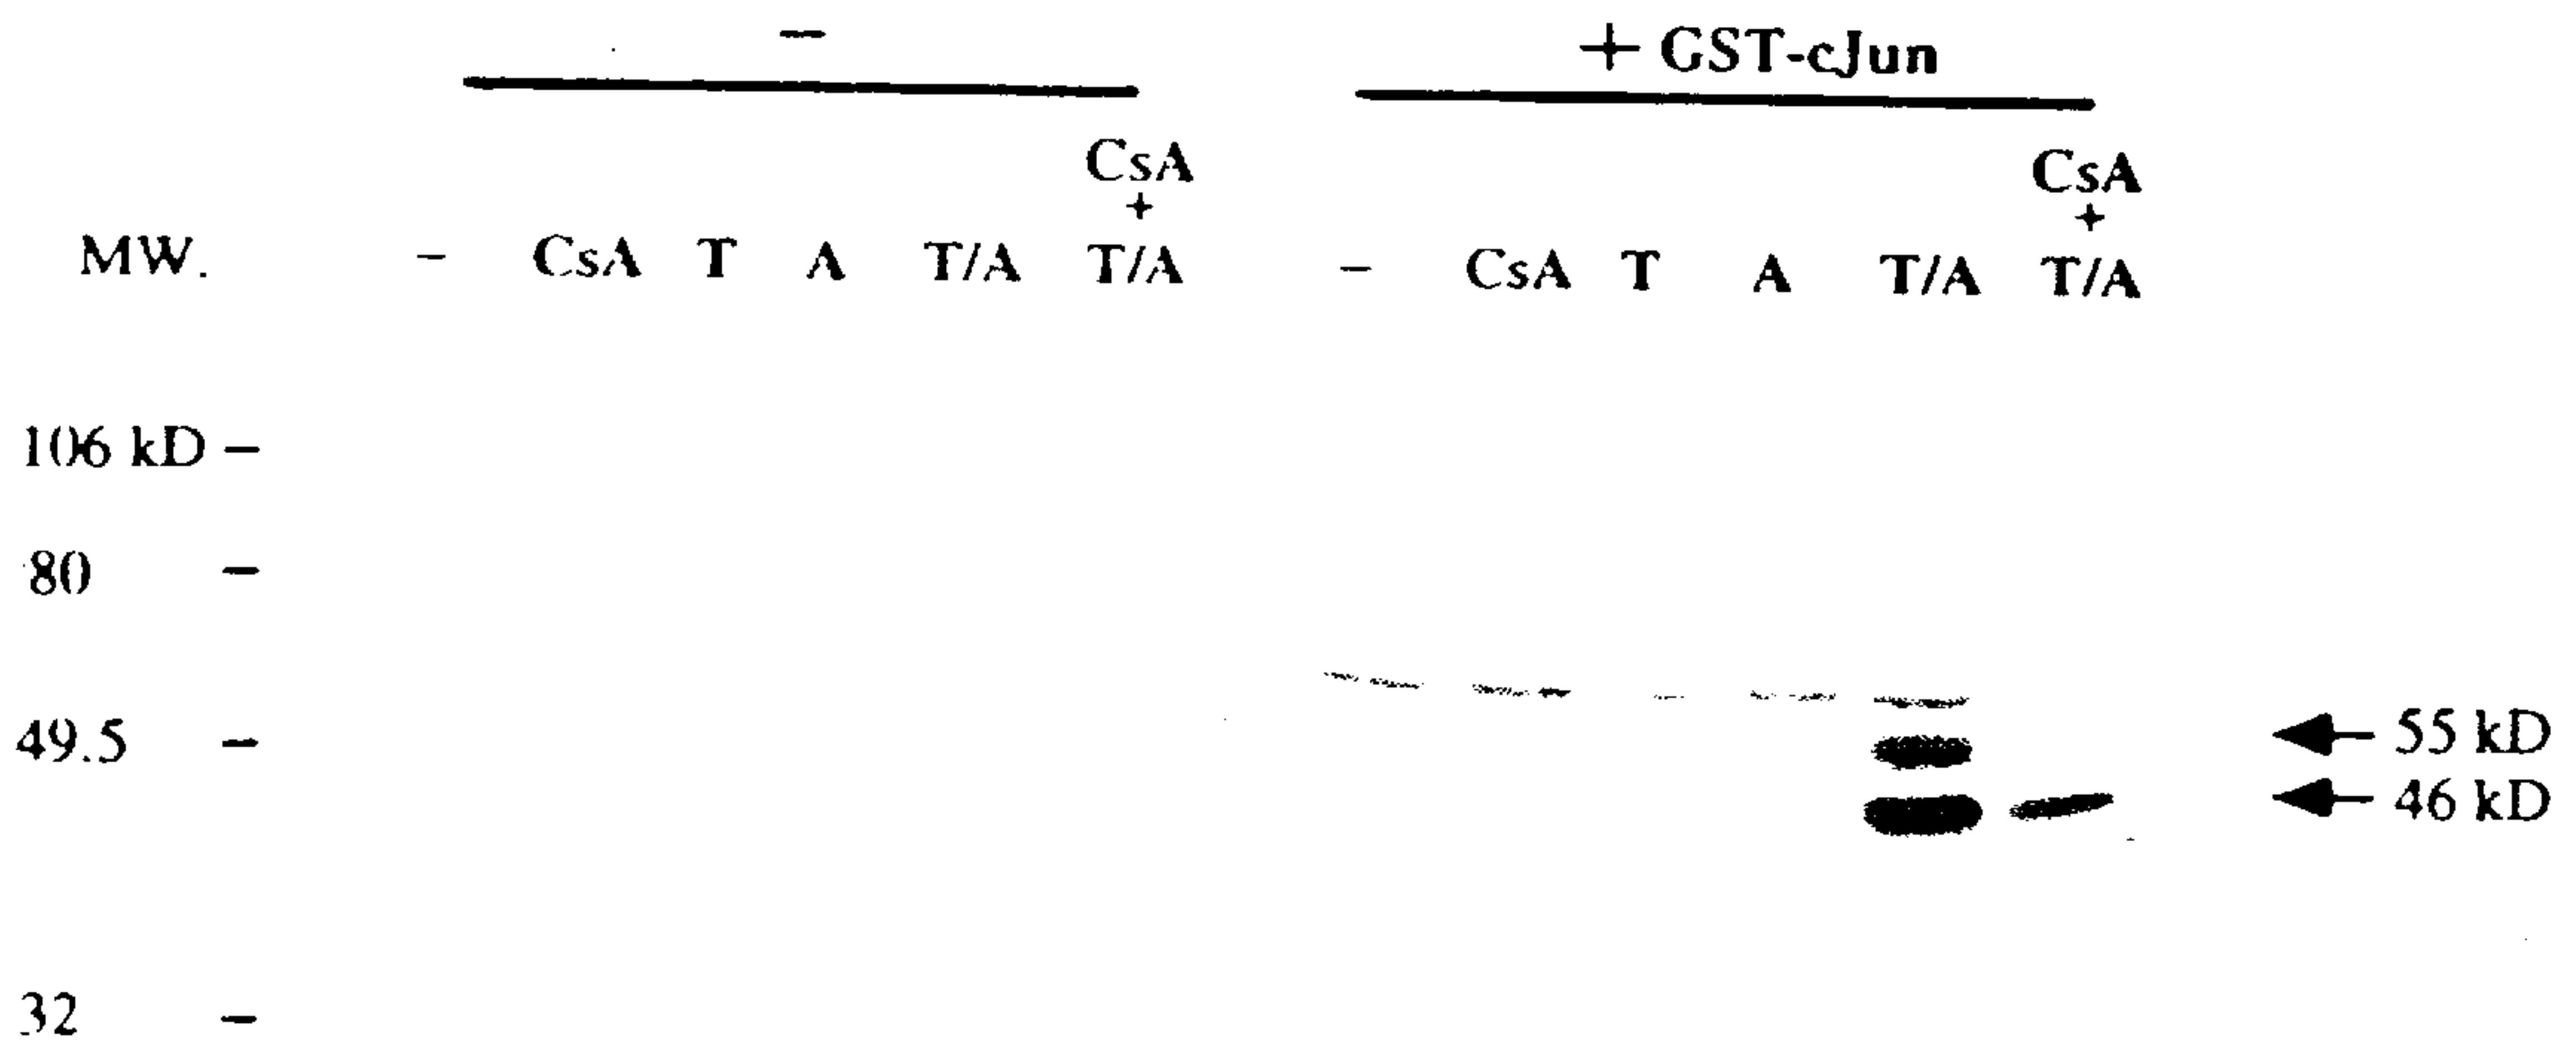 − + GST-cJun
CsA CsA
+ +
MW. − CsA T A T/A T/A − CsA T A T/A T/A
106 kD −
80 −
49.5 − 55 kD
46 kD
32 −